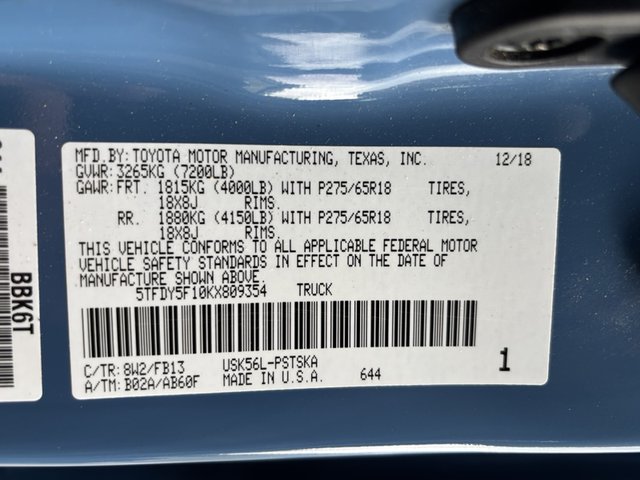 MFD.BY:TOYOTA MOTOR MANUFACTURING, TEXAS, INC. 12/18
GVWR:3265KG (7200LB)
GAWR:FRT. 1815KG (4000LB) WITH P275/65R18 TIRES,
18X8J RIMS.
RR. 1880KG (4150LB) WITH P275/65R18 TIRES,
18X8J RIMS.
THIS VEHICLE CONFORMS TO ALL APPLICABLE FEDERAL MOTOR
VEHICLE SAFETY STANDARDS IN EFFECT ON THE DATE OF
MANUFACTURE SHOWN ABOVE.
5TFDY5F10KX809354 TRUCK
C/TR:8W2/FB13 USK56L-PSTSKA
A/TM:B02A/AB60F MADE IN U.S.A. 644
1
BBK6T